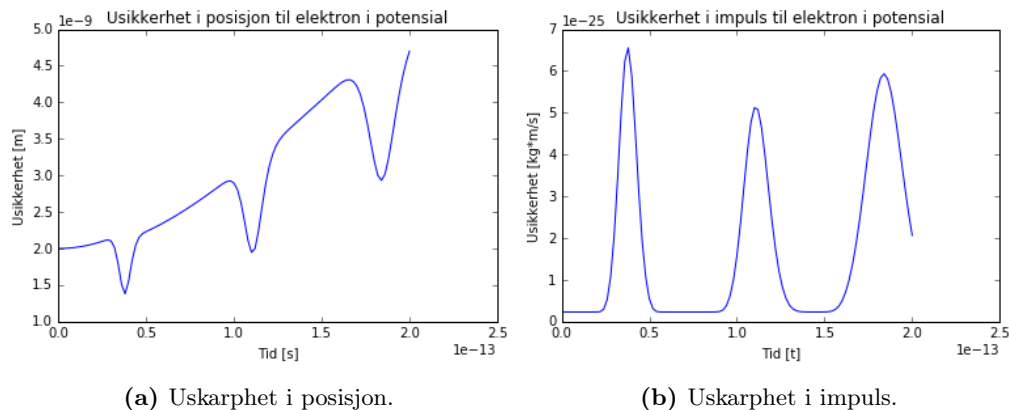 Usikkerhet i posisjon til elektron i potensial
1e−9
5.0
4.5
4.0
3.5
3.0
2.5
2.0
1.5
1.0
Usikkerhet [m]
0.0 0.5 1.0 1.5 2.0 2.5
Tid [s]
1e−13
(a) Uskarphet i posisjon.
Usikkerhet i impuls til elektron i potensial
1e−25
7
6
5
4
3
2
1
0
Usikkerhet [kg*m/s]
0.0 0.5 1.0 1.5 2.0 2.5
Tid [t]
1e−13
(b) Uskarphet i impuls.